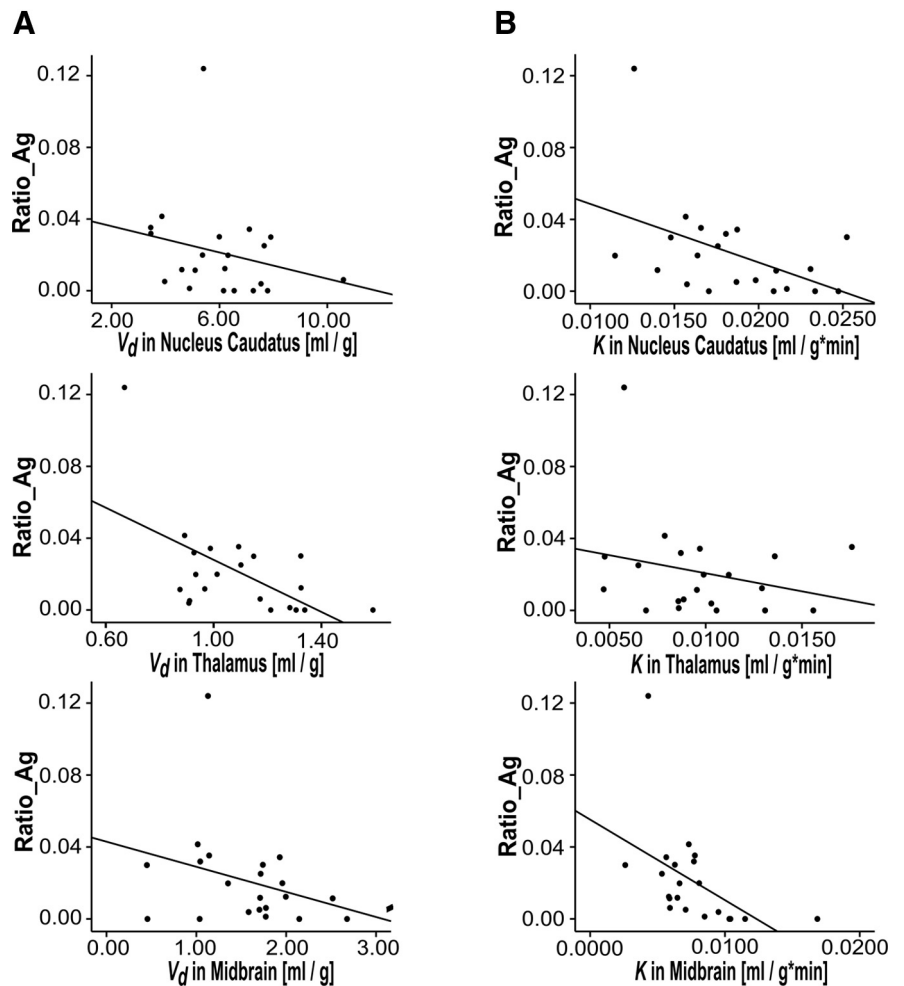 A
B
0.12
0.08
0.04
0.00
Ratio_Ag
2.00 6.00 10.00
Vd in Nucleus Caudatus [ml / g]
0.12
0.08
0.04
0.00
Ratio_Ag
0.0100 0.0150 0.0200 0.0250
K in Nucleus Caudatus [ml / g*min]
0.12
0.08
0.04
0.00
Ratio_Ag
0.60 1.00 1.40
Vd in Thalamus [ml / g]
0.12
0.08
0.04
0.00
Ratio_Ag
0.0050 0.0100 0.0150
K in Thalamus [ml / g*min]
0.12
0.08
0.04
0.00
Ratio_Ag
0.00 1.00 2.00 3.00
Vd in Midbrain [ml / g]
0.12
0.08
0.04
0.00
Ratio_Ag
0.0000 0.0100 0.0200
K in Midbrain [ml / g*min]